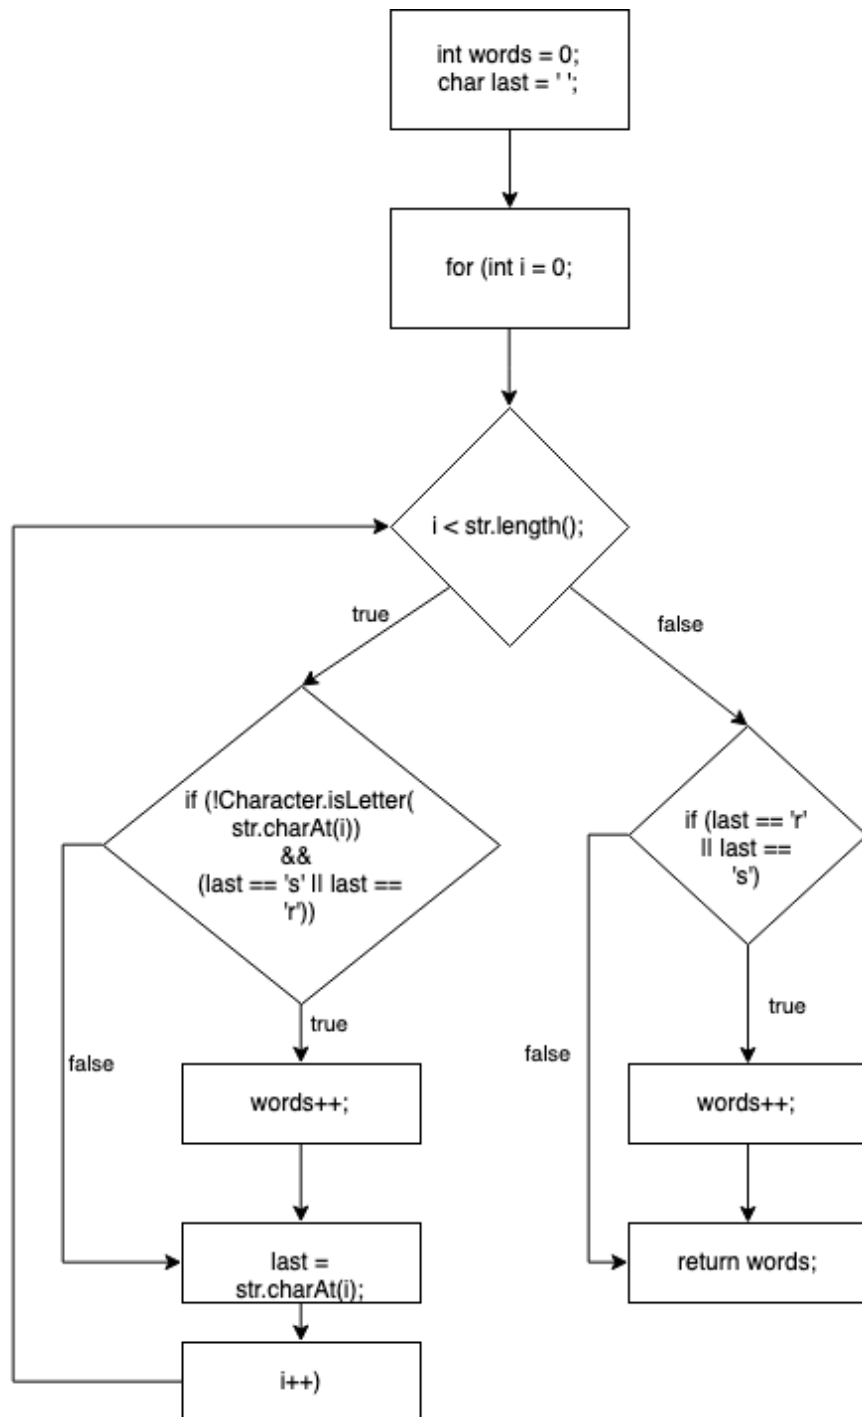 int words = 0;
char last = ' ';
for (int i = 0;
i < str.length();
true
false
if (!Character.isLetter(
str.charAt(i))
&&
(last == 's' || last ==
'r'))
if (last == 'r'
|| last ==
's')
true
true
false
false
words++;
words++;
last =
str.charAt(i);
return words;
i++)